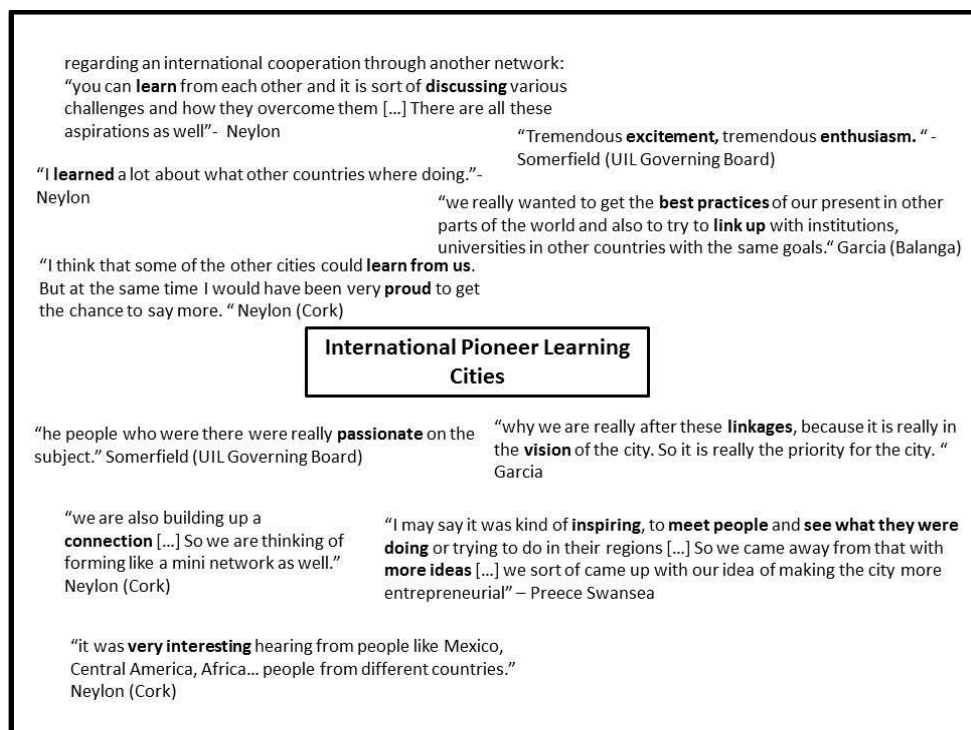 regarding an international cooperation through another network:
“you can learn from each other and it is sort of discussing various
challenges and how they overcome them [...] There are all these
aspirations as well”- Neylon
“Tremendous excitement, tremendous enthusiasm. “ -
Somerfield (UIL Governing Board)
“I learned a lot about what other countries where doing.”-
Neylon
“we really wanted to get the best practices of our present in other
parts of the world and also to try to link up with institutions,
universities in other countries with the same goals.“ Garcia (Balanga)
“I think that some of the other cities could learn from us.
But at the same time I would have been very proud to get
the chance to say more. “ Neylon (Cork)
International Pioneer Learning
Cities
“he people who were there were really passionate on the
subject.” Somerfield (UIL Governing Board)
“why we are really after these linkages, because it is really in
the vision of the city. So it is really the priority for the city. “
Garcia
“we are also building up a
connection [...] So we are thinking of
forming like a mini network as well.”
Neylon (Cork)
“I may say it was kind of inspiring, to meet people and see what they were
doing or trying to do in their regions [...] So we came away from that with
more ideas [...] we sort of came up with our idea of making the city more
entrepreneurial” – Preece Swansea
“it was very interesting hearing from people like Mexico,
Central America, Africa... people from different countries.”
Neylon (Cork)